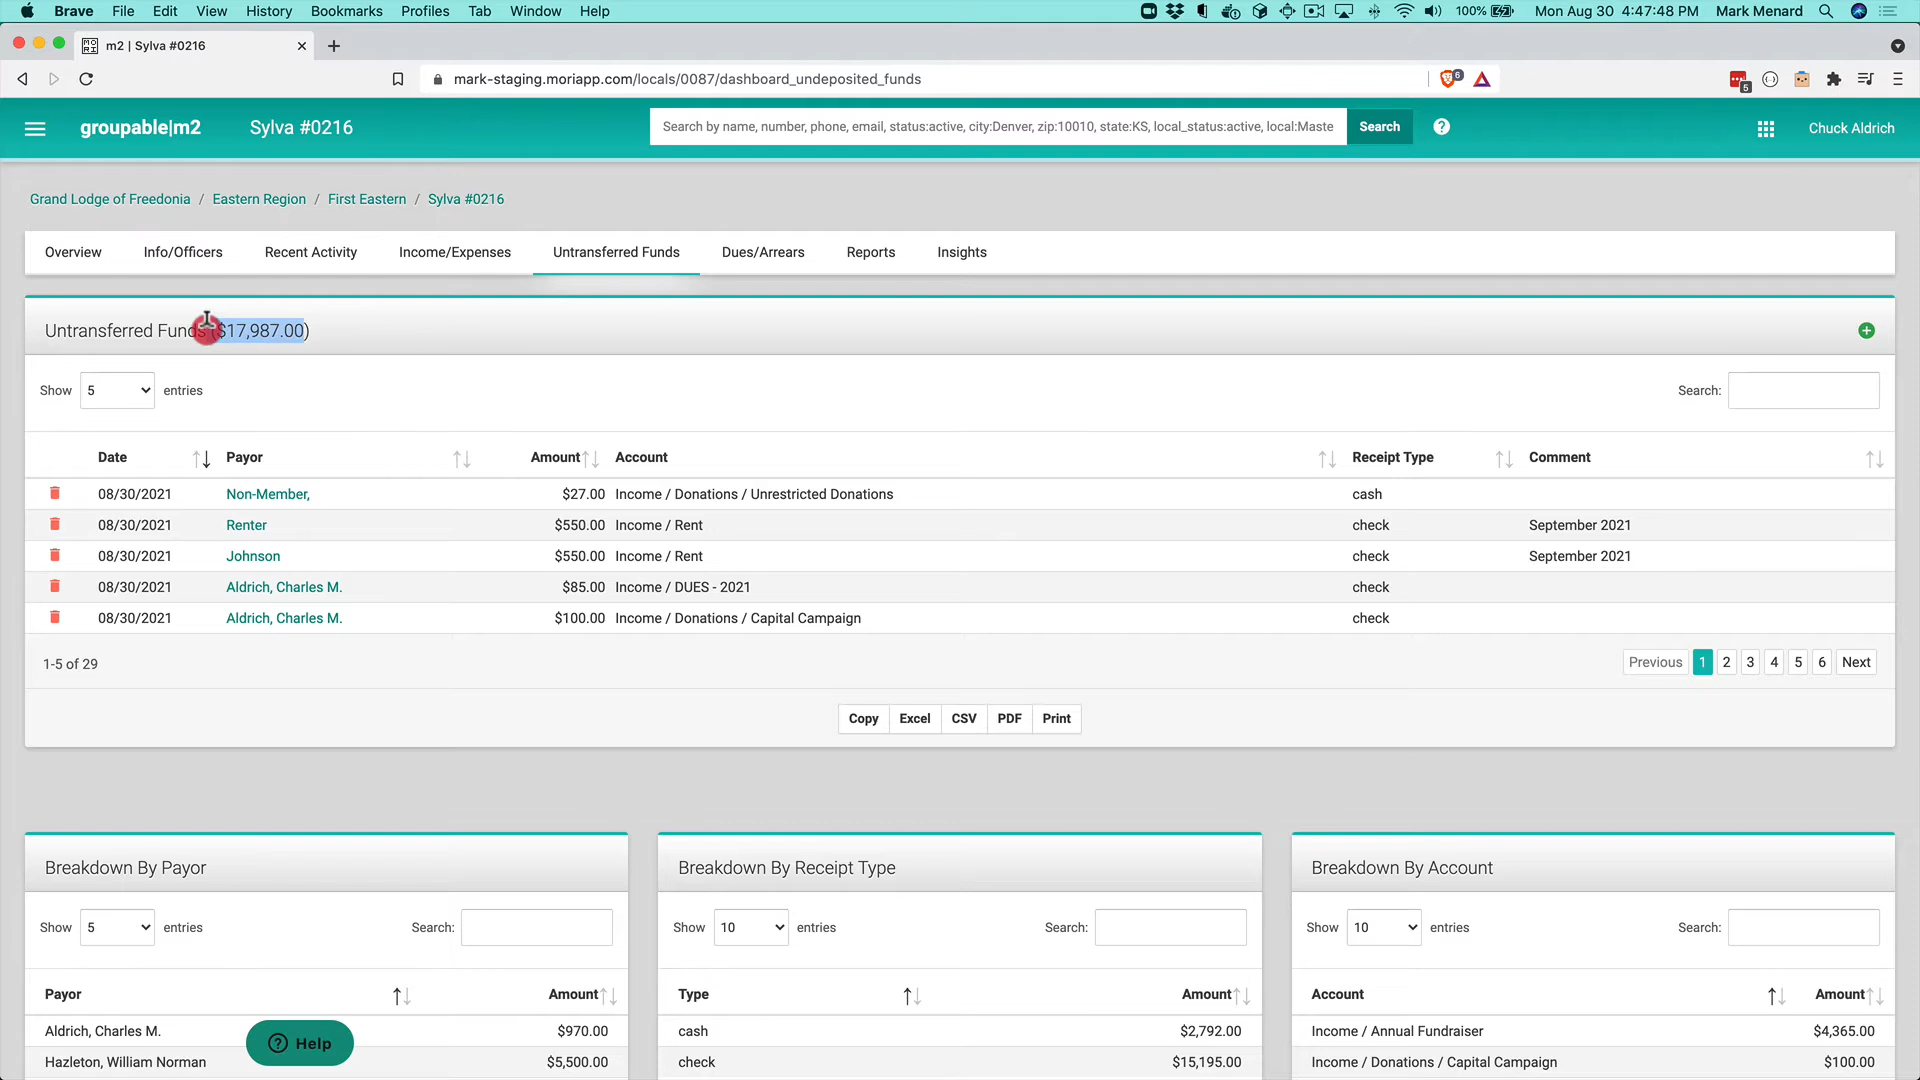 Brave File Edit View History Bookmarks Profiles Tab Window Help 100% Mon Aug 30 4:47:48 PM Mark Menard
m2 | Sylva #0216
mark-staging.moriapp.com/locals/0087/dashboard_undeposited_funds 6 5
groupable|m2 Sylva #0216 Search by name, number, phone, email, status:active, city:Denver, zip:10010, state:KS, local_status:active, local:Maste Search Chuck Aldrich
Grand Lodge of Freedonia / Eastern Region / First Eastern / Sylva #0216
Overview Info/Officers Recent Activity Income/Expenses Untransferred Funds Dues/Arrears Reports Insights
Untransferred Funds ($17,987.00)
Show 5 entries Search:
Date Payor Amount Account Receipt Type Comment
08/30/2021 Non-Member, $27.00 Income / Donations / Unrestricted Donations cash
08/30/2021 Renter $550.00 Income / Rent check September 2021
08/30/2021 Johnson $550.00 Income / Rent check September 2021
08/30/2021 Aldrich, Charles M. $85.00 Income / DUES - 2021 check
08/30/2021 Aldrich, Charles M. $100.00 Income / Donations / Capital Campaign check
1-5 of 29 Previous 1 2 3 4 5 6 Next
Copy Excel CSV PDF Print
Breakdown By Payor
Show 5 entries Search:
Payor Amount
Aldrich, Charles M. $970.00
Hazleton, William Norman $5,500.00
Help
Breakdown By Receipt Type
Show 10 entries Search:
Type Amount
cash $2,792.00
check $15,195.00
Breakdown By Account
Show 10 entries Search:
Account Amount
Income / Annual Fundraiser $4,365.00
Income / Donations / Capital Campaign $100.00